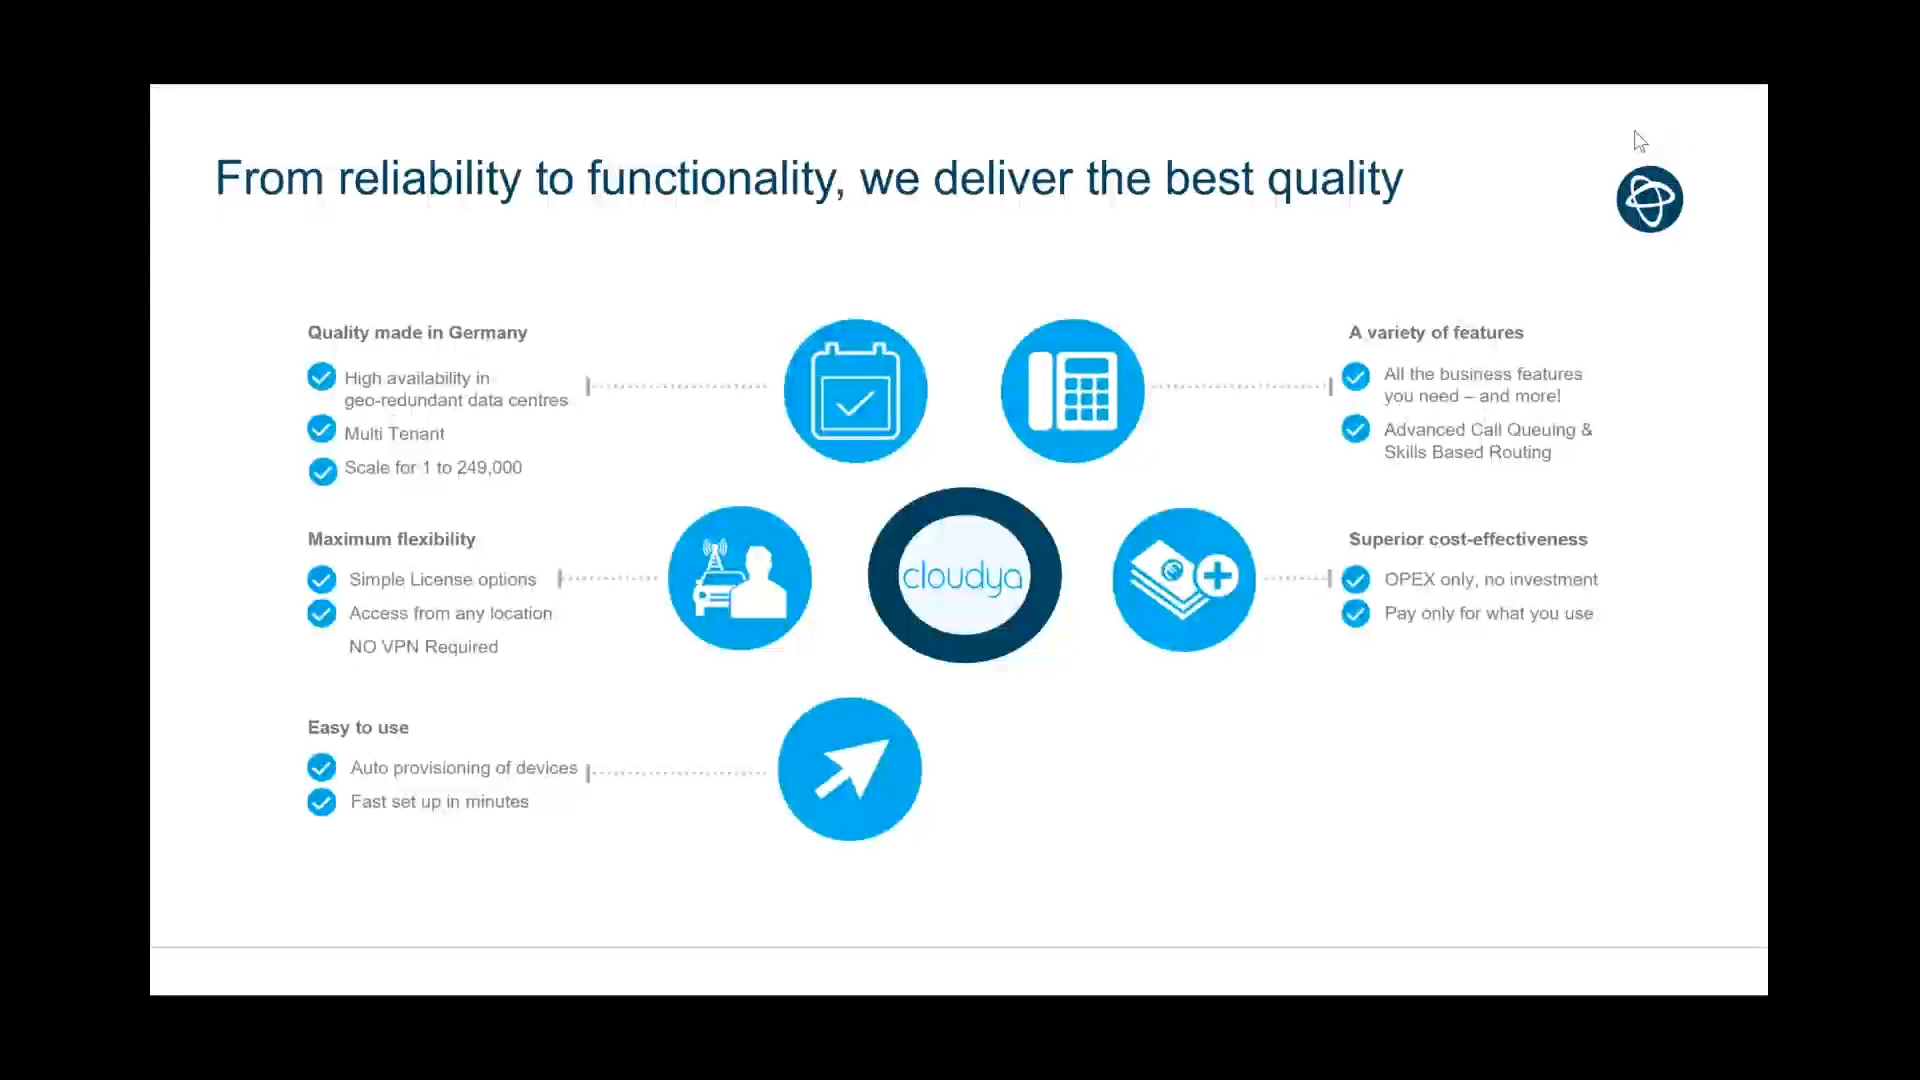 From reliability to functionality, we deliver the best quality
Quality made in Germany
High availability in
geo-redundant data centres
Multi Tenant
Scale for 1 to 249,000
Maximum flexibility
Simple License options
Access from any location
NO VPN Required
Easy to use
Auto provisioning of devices
Fast set up in minutes
cloudya
A variety of features
All the business features
you need – and more!
Advanced Call Queuing &
Skills Based Routing
Superior cost-effectiveness
OPEX only, no investment
Pay only for what you use